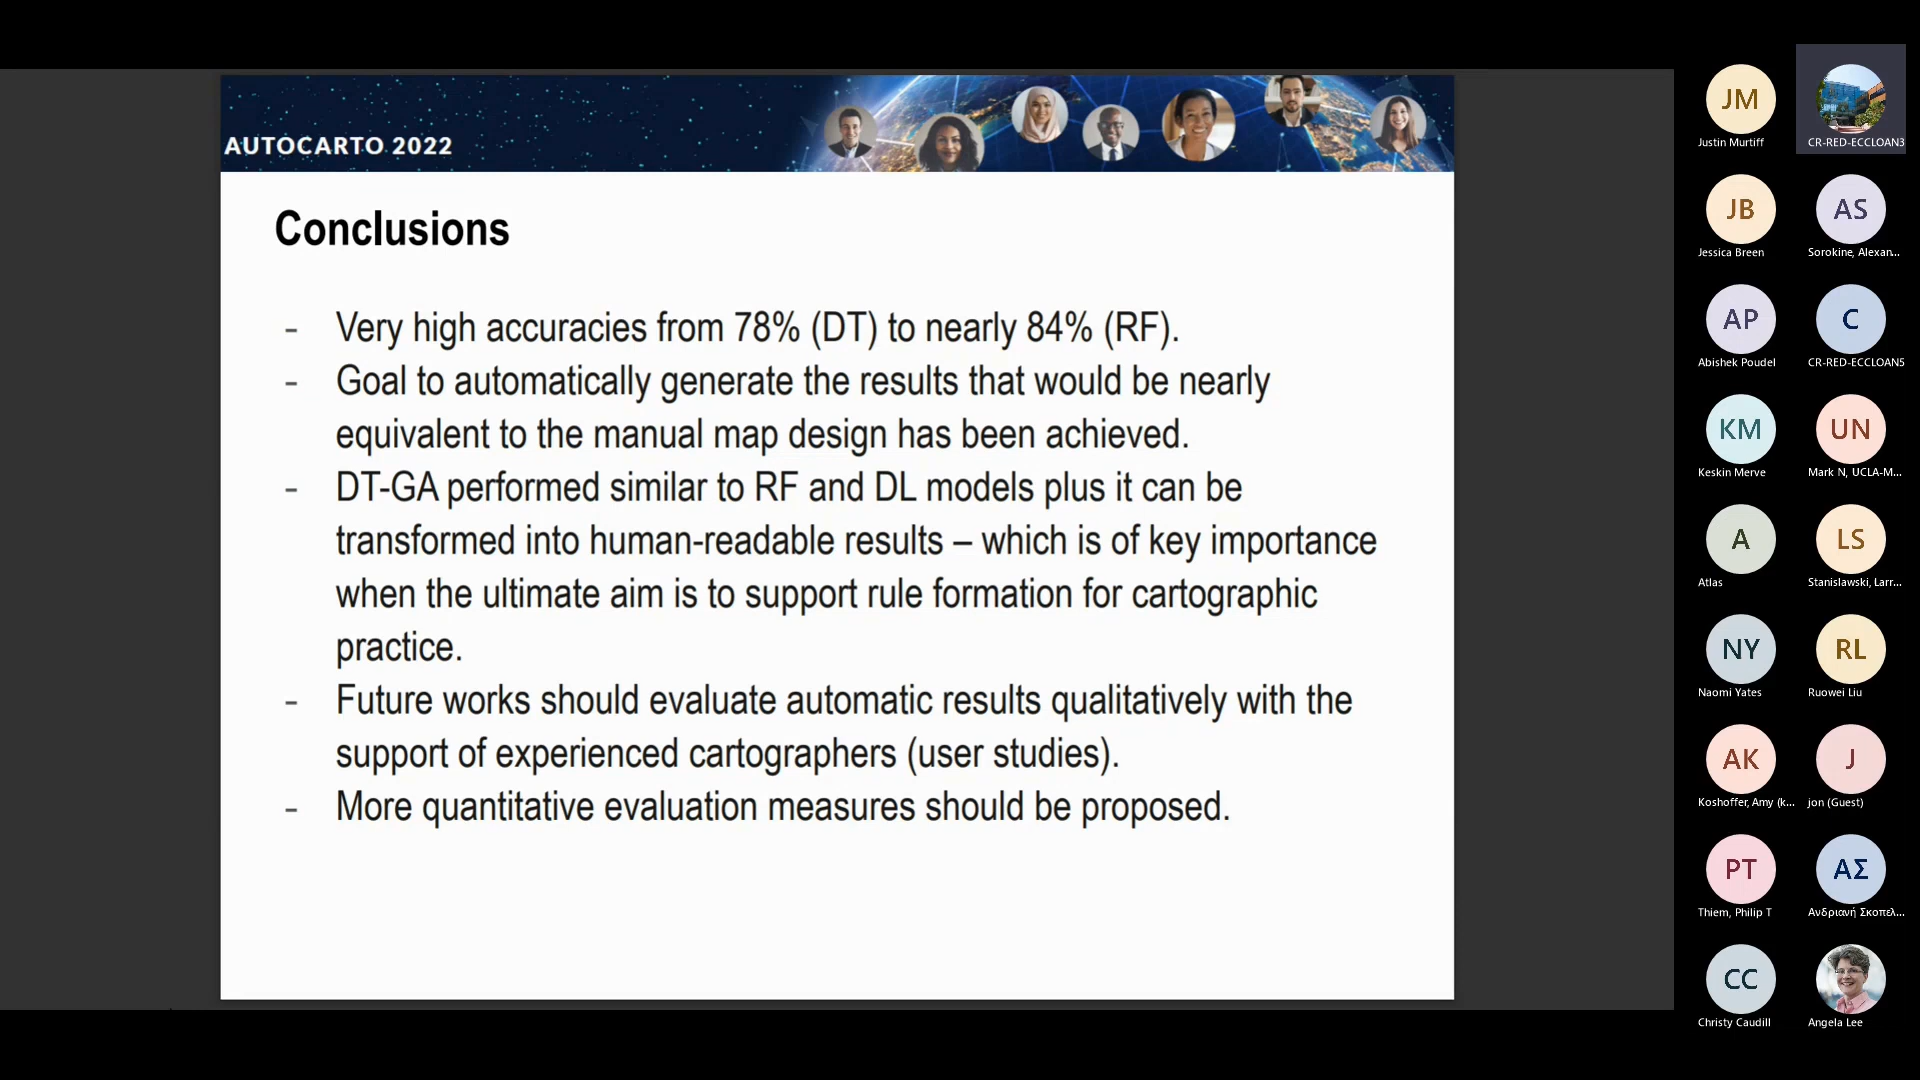 AUTOCARTO 2022
Conclusions
- Very high accuracies from 78% (DT) to nearly 84% (RF).
- Goal to automatically generate the results that would be nearly
equivalent to the manual map design has been achieved.
- DT-GA performed similar to RF and DL models plus it can be
transformed into human-readable results – which is of key importance
when the ultimate aim is to support rule formation for cartographic
practice.
- Future works should evaluate automatic results qualitatively with the
support of experienced cartographers (user studies).
- More quantitative evaluation measures should be proposed.
JM
Justin Murtiff
CR-RED-ECCLOAN3
JB
Jessica Breen
AS
Sorokine, Alexan...
AP
Abishek Poudel
C
CR-RED-ECCLOAN5
KM
Keskin Merve
UN
Mark N, UCLA-M...
A
Atlas
LS
Stanislawski, Larr...
NY
Naomi Yates
RL
Ruowei Liu
AK
Koshoffer, Amy (k...
J
jon (Guest)
PT
Thiem, Philip T
ΑΣ
Ανδριανή Σκοπελ...
CC
Christy Caudill
Angela Lee